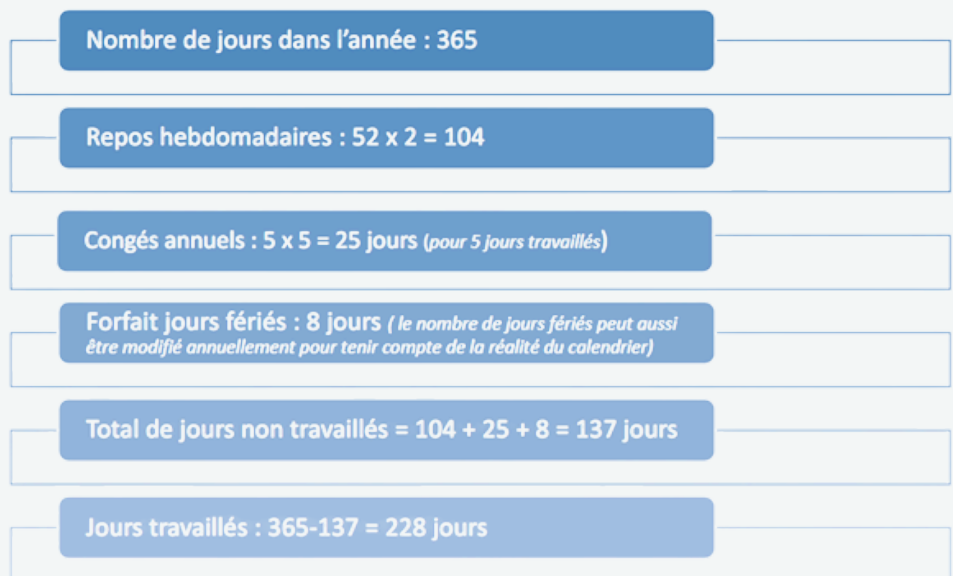 Nombre de jours dans l’année : 365
Repos hebdomadaires : 52 x 2 = 104
Congés annuels : 5 x 5 = 25 jours (pour 5 jours travaillés)
Forfait jours fériés : 8 jours ( le nombre de jours fériés peut aussi
être modifié annuellement pour tenir compte de la réalité du calendrier)
Total de jours non travaillés = 104 + 25 + 8 = 137 jours
Jours travaillés : 365-137 = 228 jours